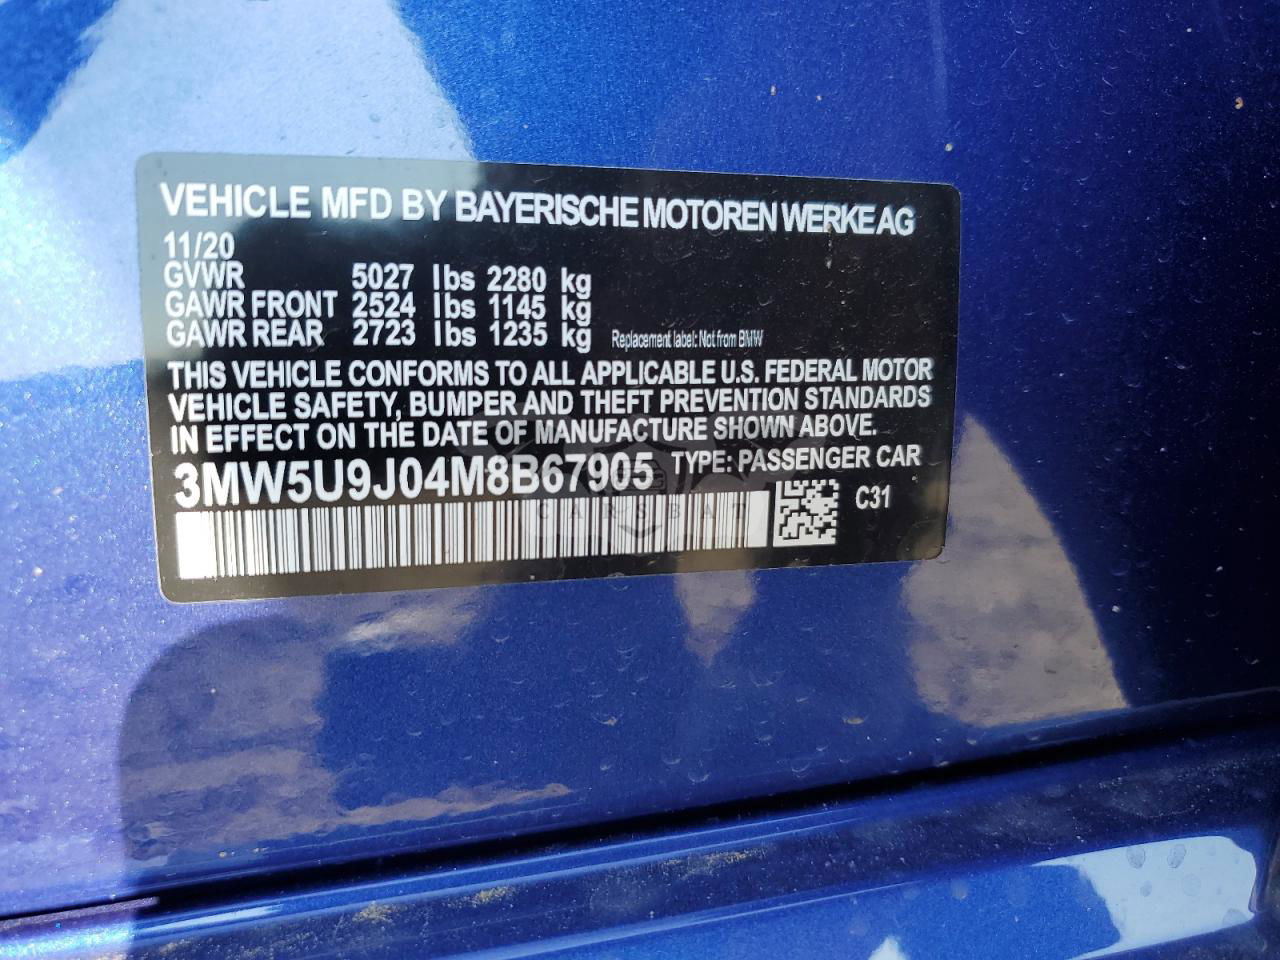 VEHICLE MFD BY BAYERISCHE MOTOREN WERKE AG
11/20
GVWR 5027 lbs 2280 kg
GAWR FRONT 2524 lbs 1145 kg
GAWR REAR 2723 lbs 1235 kg Replacement label: Not from BMW
THIS VEHICLE CONFORMS TO ALL APPLICABLE U.S. FEDERAL MOTOR
VEHICLE SAFETY, BUMPER AND THEFT PREVENTION STANDARDS
IN EFFECT ON THE DATE OF MANUFACTURE SHOWN ABOVE.
3MW5U9J04M8B67905 TYPE: PASSENGER CAR
C31
CARSBAT